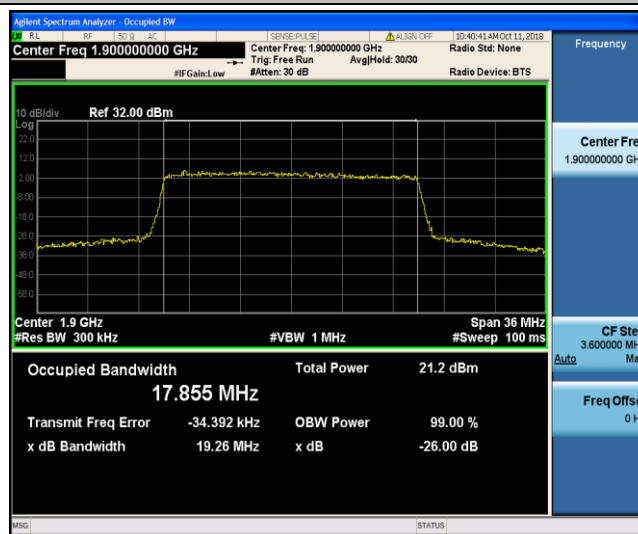 Agilent Spectrum Analyzer - Occupied BW
RL RF 50 Ω AC SENSE:PULSE ALIGN OFF 10:40:41 AM Oct 11, 2018
Center Freq 1.900000000 GHz Center Freq: 1.900000000 GHz Radio Std: None
Trig: Free Run Avg|Hold: 30/30
#IFGain:Low #Atten: 30 dB Radio Device: BTS
Frequency
10 dB/div Ref 32.00 dBm
Log
22.0
12.0
2.00
-8.00
-18.0
-28.0
-38.0
-48.0
-58.0
Center Fre
1.900000000 GH
Center 1.9 GHz Span 36 MHz
#Res BW 300 kHz #VBW 1 MHz #Sweep 100 ms
CF Ste
3.600000 MH
Auto Ma
Occupied Bandwidth Total Power 21.2 dBm
17.855 MHz
Transmit Freq Error -34.392 kHz OBW Power 99.00 %
x dB Bandwidth 19.26 MHz x dB -26.00 dB
Freq Offse
0 H
MSG STATUS